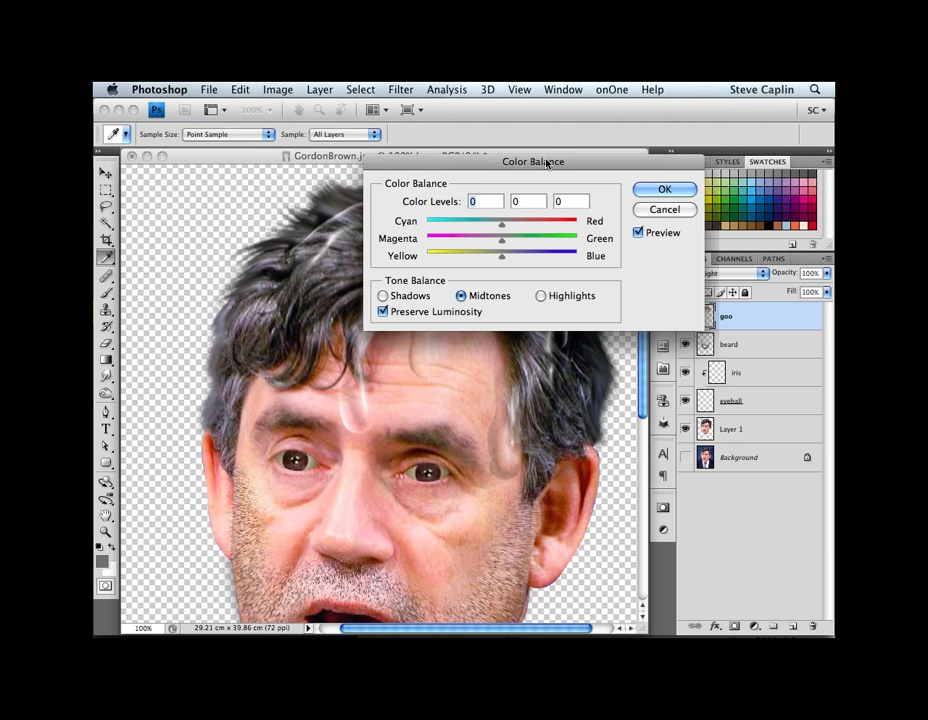 Photoshop File Edit Image Layer Select Filter Analysis 3D View Window onOne Help Steve Caplin
Ps 100% SC
Sample Size: Point Sample Sample: All Layers
Color Balance
STYLES SWATCHES
Color Balance
Color Levels: 0 0 0
Cyan Red
Magenta Green
Yellow Blue
OK
Cancel
Preview
Tone Balance
Shadows Midtones Highlights
Preserve Luminosity
CHANNELS PATHS
Opacity: 100%
Fill: 100%
goo
beard
iris
eyeball
Layer 1
Background
100% 29.21 cm x 39.86 cm (72 ppi)